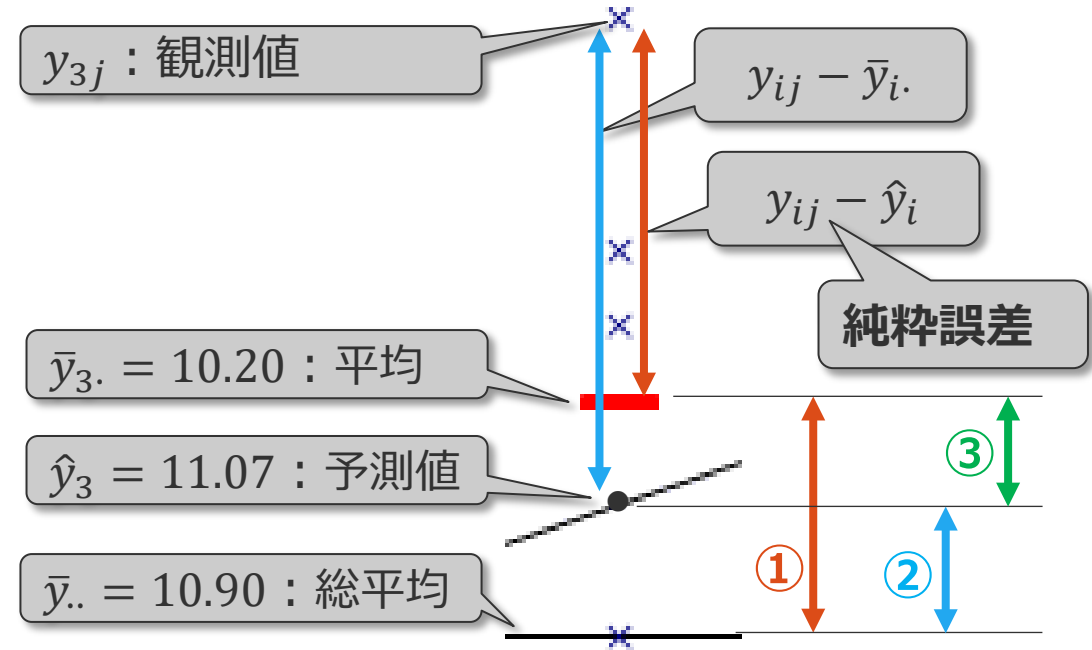 y₃ⱼ：観測値
yᵢⱼ − ȳᵢ.
yᵢⱼ − ŷᵢ
純粋誤差
ȳ₃. = 10.20：平均
③
ŷ₃ = 11.07：予測値
①
②
ȳ.. = 10.90：総平均